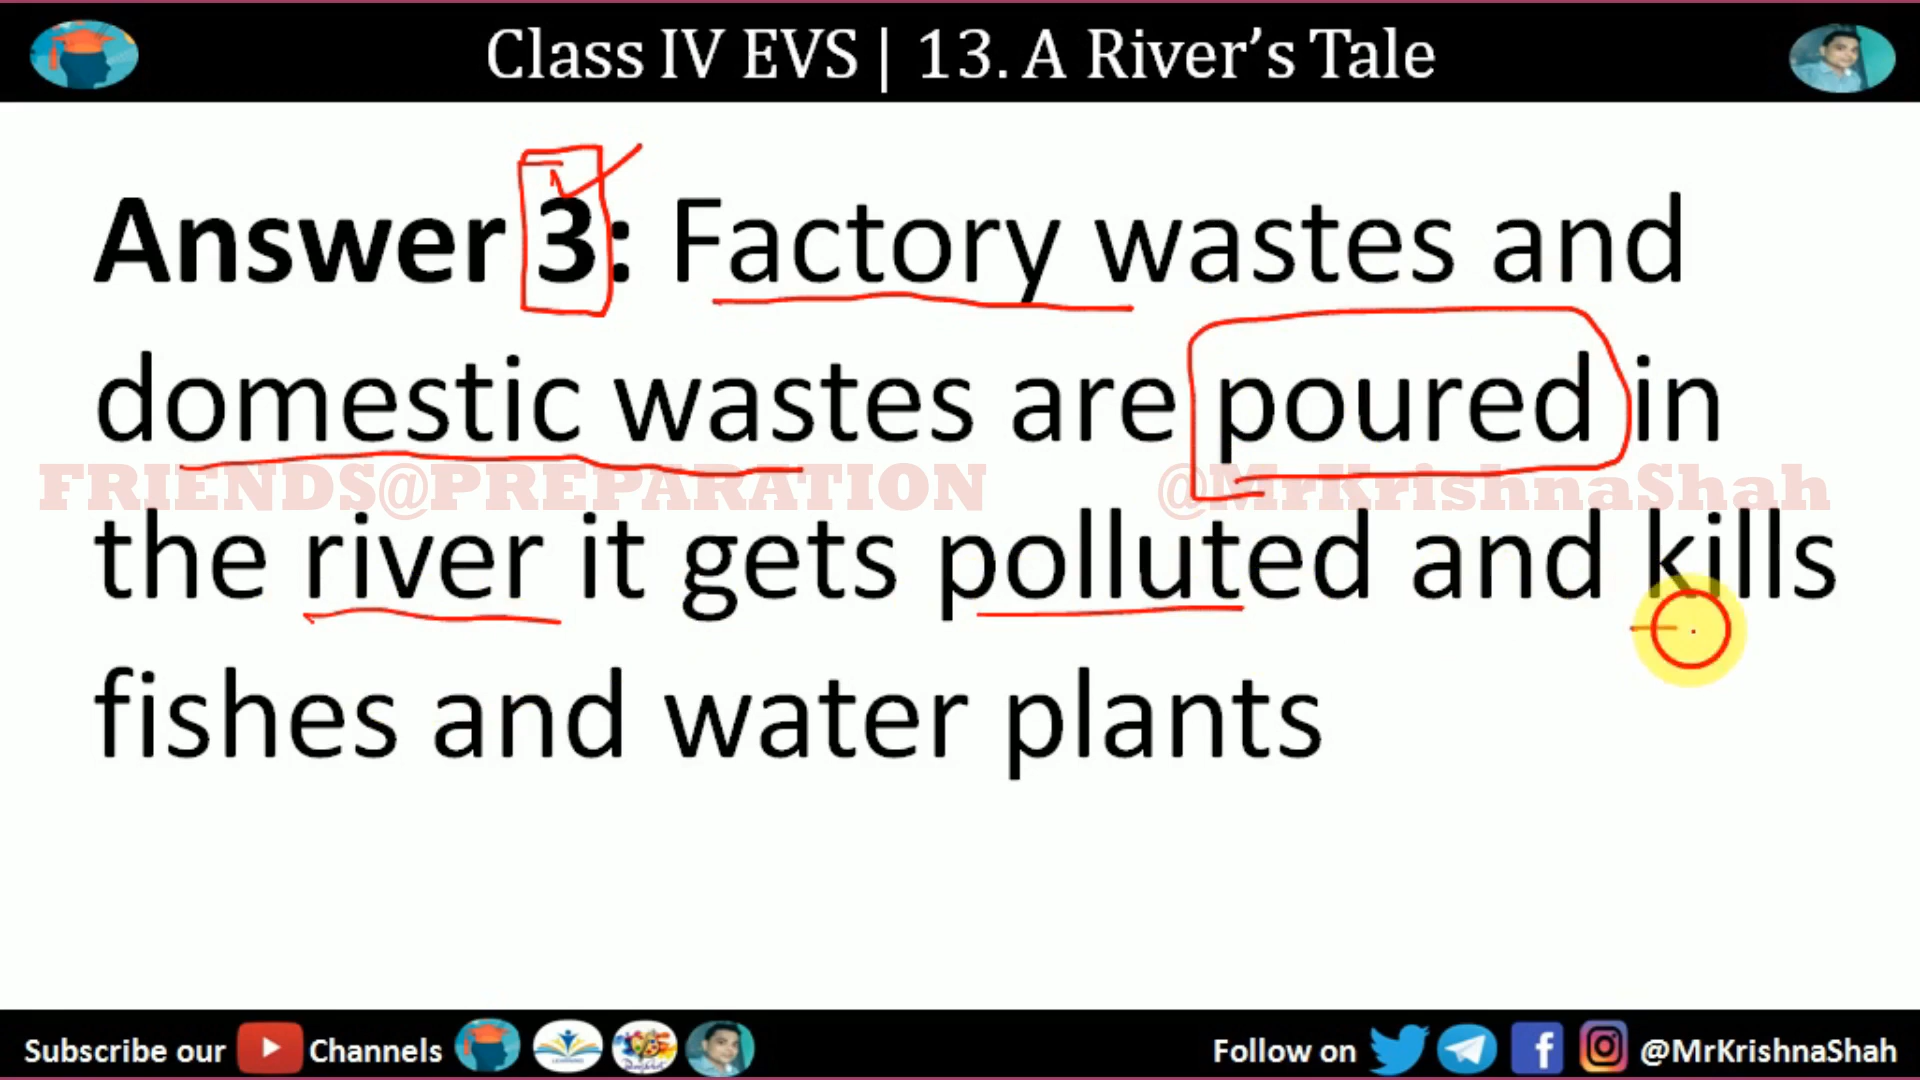 Class IV EVS | 13. A River's Tale
Answer 3: Factory wastes and
domestic wastes are poured in
FRIENDS@PREPARATION @MrKrishnaShah
the river it gets polluted and kills
fishes and water plants
Subscribe our Channels Follow on @MrKrishnaShah